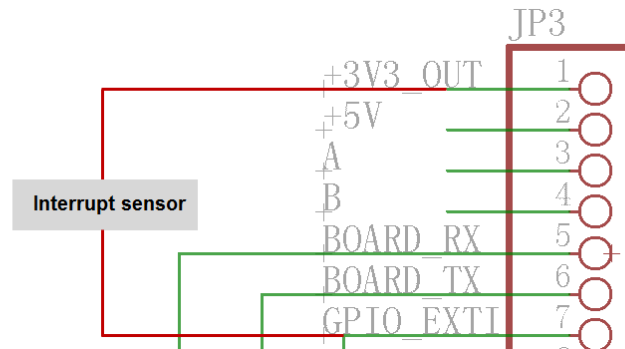 JP3
+3V3_OUT 1
+5V 2
A 3
B 4
Interrupt sensor
BOARD_RX 5
BOARD_TX 6
GPIO_EXTI 7